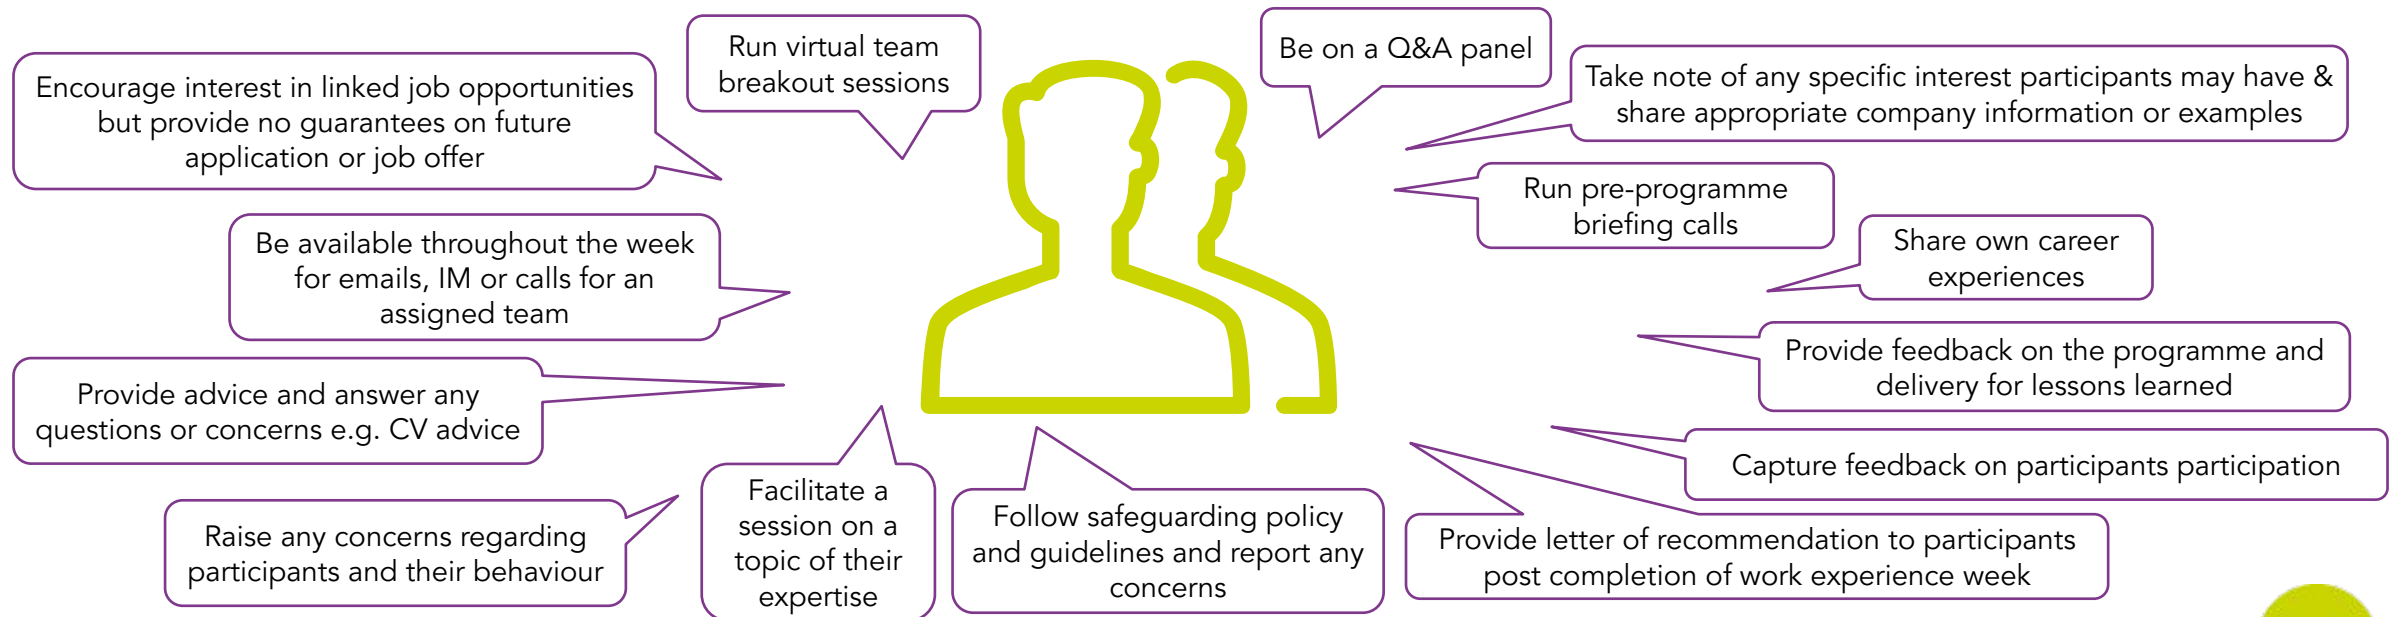 Encourage interest in linked job opportunities
but provide no guarantees on future
application or job offer
Run virtual team
breakout sessions
Be on a Q&A panel
Take note of any specific interest participants may have &
share appropriate company information or examples
Run pre-programme
briefing calls
Be available throughout the week
for emails, IM or calls for an
assigned team
Share own career
experiences
Provide feedback on the programme and
delivery for lessons learned
Provide advice and answer any
questions or concerns e.g. CV advice
Capture feedback on participants participation
Raise any concerns regarding
participants and their behaviour
Facilitate a
session on a
topic of their
expertise
Follow safeguarding policy
and guidelines and report any
concerns
Provide letter of recommendation to participants
post completion of work experience week